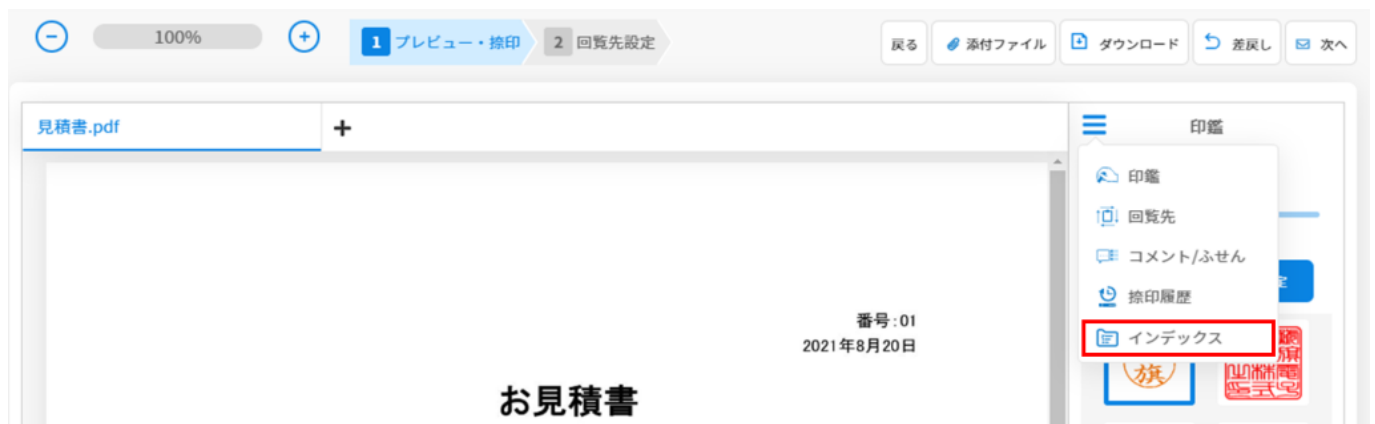 100%
1 プレビュー・捺印
2 回覧先設定
戻る
添付ファイル
ダウンロード
差戻し
次へ
見積書.pdf
印鑑
印鑑
回覧先
コメント/ふせん
捺印履歴
インデックス
番号:01
2021年8月20日
お見積書
旗